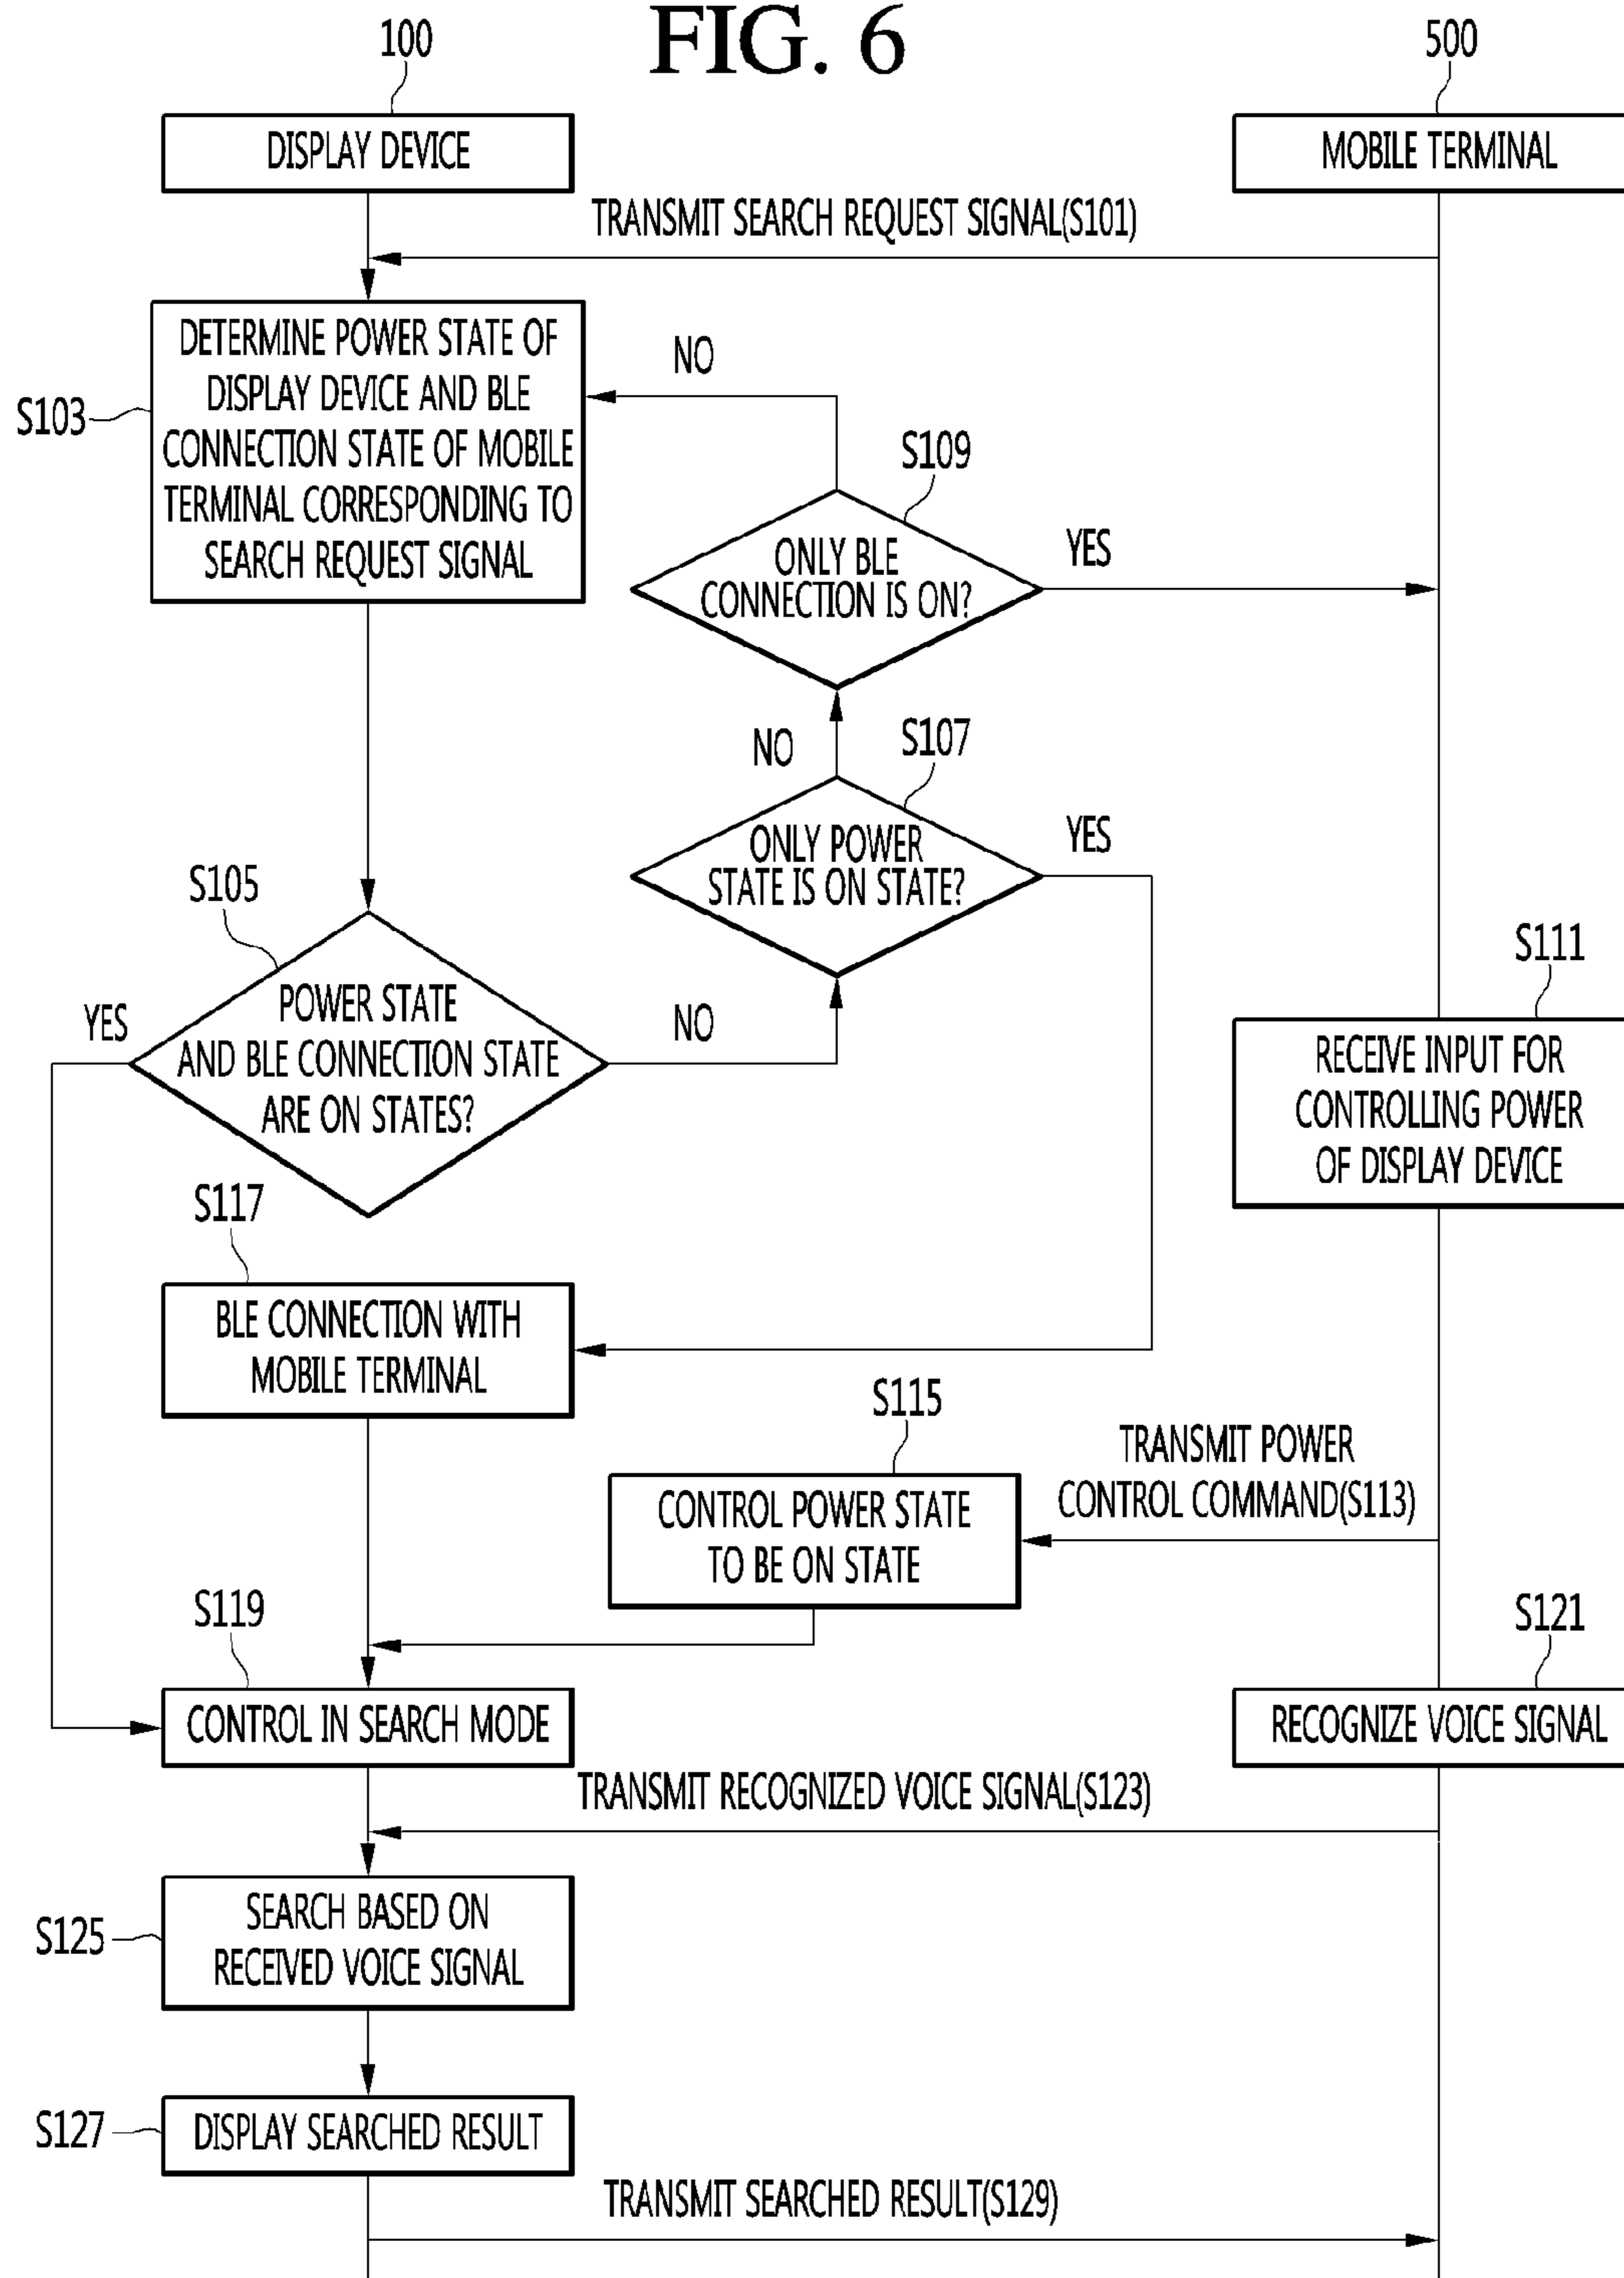 FIG. 6
100
500
DISPLAY DEVICE
MOBILE TERMINAL
TRANSMIT SEARCH REQUEST SIGNAL(S101)
S103
DETERMINE POWER STATE OF
DISPLAY DEVICE AND BLE
CONNECTION STATE OF MOBILE
TERMINAL CORRESPONDING TO
SEARCH REQUEST SIGNAL
NO
S109
ONLY BLE
CONNECTION IS ON?
YES
NO
S107
ONLY POWER
STATE IS ON STATE?
YES
S105
YES
POWER STATE
AND BLE CONNECTION STATE
ARE ON STATES?
NO
S111
RECEIVE INPUT FOR
CONTROLLING POWER
OF DISPLAY DEVICE
S117
BLE CONNECTION WITH
MOBILE TERMINAL
S115
CONTROL POWER STATE
TO BE ON STATE
TRANSMIT POWER
CONTROL COMMAND(S113)
S119
CONTROL IN SEARCH MODE
S121
RECOGNIZE VOICE SIGNAL
TRANSMIT RECOGNIZED VOICE SIGNAL(S123)
S125
SEARCH BASED ON
RECEIVED VOICE SIGNAL
S127
DISPLAY SEARCHED RESULT
TRANSMIT SEARCHED RESULT(S129)